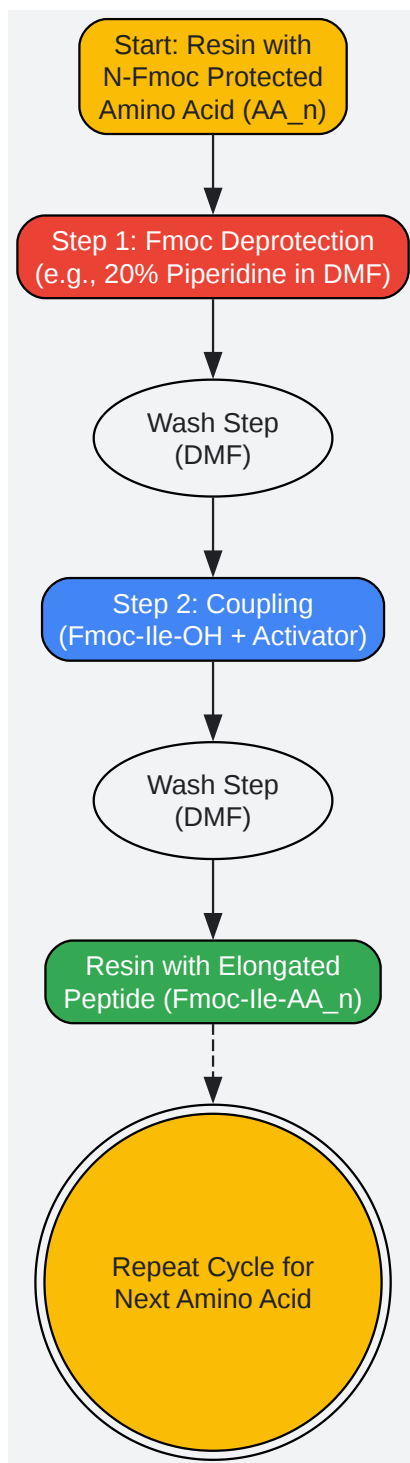 Start: Resin with
N-Fmoc Protected
Amino Acid (AA_n)
Step 1: Fmoc Deprotection
(e.g., 20% Piperidine in DMF)
Wash Step
(DMF)
Step 2: Coupling
(Fmoc-Ile-OH + Activator)
Wash Step
(DMF)
Resin with Elongated
Peptide (Fmoc-Ile-AA_n)
Repeat Cycle for
Next Amino Acid